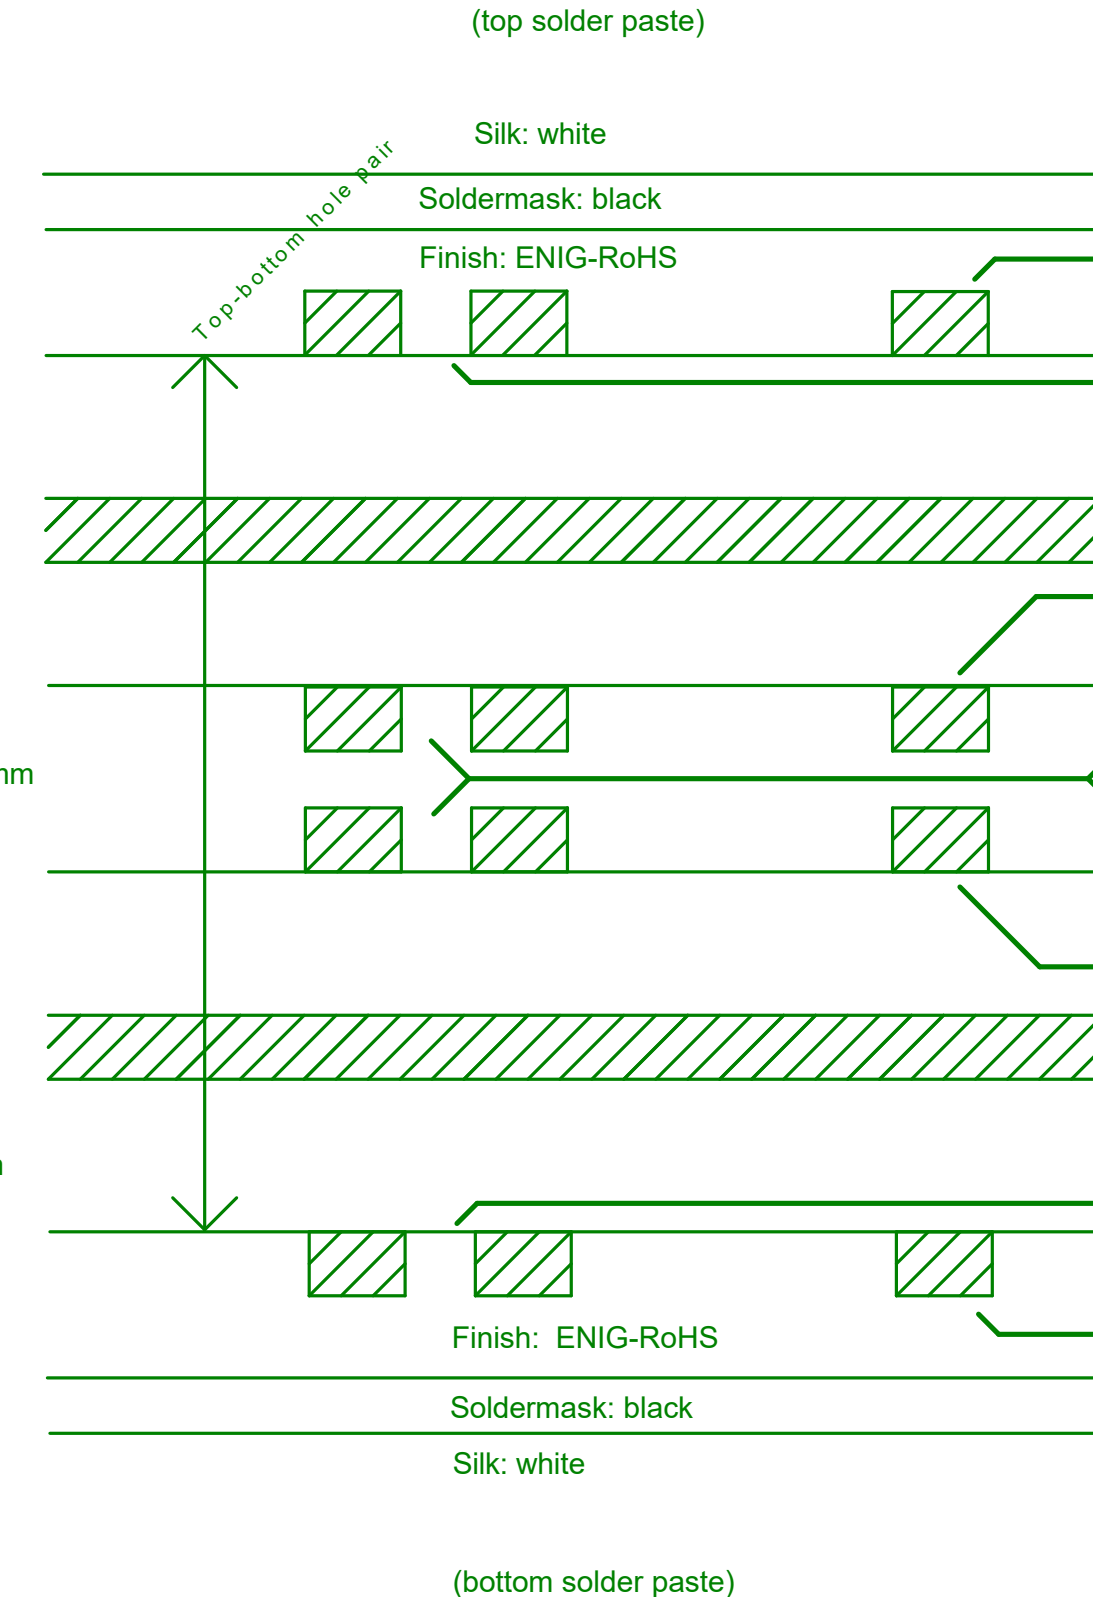 (top solder paste)
Silk: white
Top-bottom hole pair
Soldermask: black
Finish: ENIG-RoHS
mm
Finish:  ENIG-RoHS
Soldermask: black
Silk: white
(bottom solder paste)